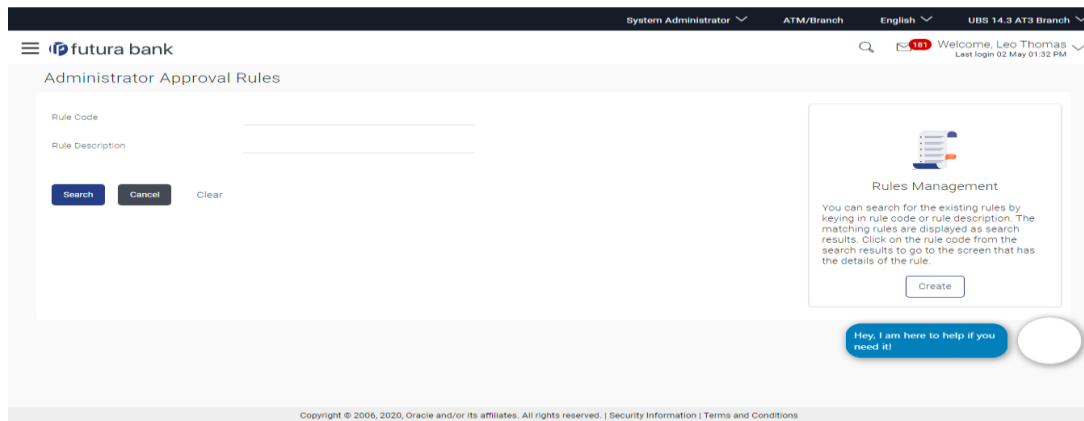 System Administrator ATM/Branch English UBS 14.3 AT3 Branch
futura bank 181 Welcome, Leo Thomas
Last login 02 May 01:32 PM
Administrator Approval Rules
Rule Code
Rule Description
Search Cancel Clear
Rules Management
You can search for the existing rules by
keying in rule code or rule description. The
matching rules are displayed as search
results. Click on the rule code from the
search results to go to the screen that has
the details of the rule.
Create
Hey, I am here to help if you
need it!
Copyright © 2006, 2020, Oracle and/or its affiliates. All rights reserved. | Security Information | Terms and Conditions